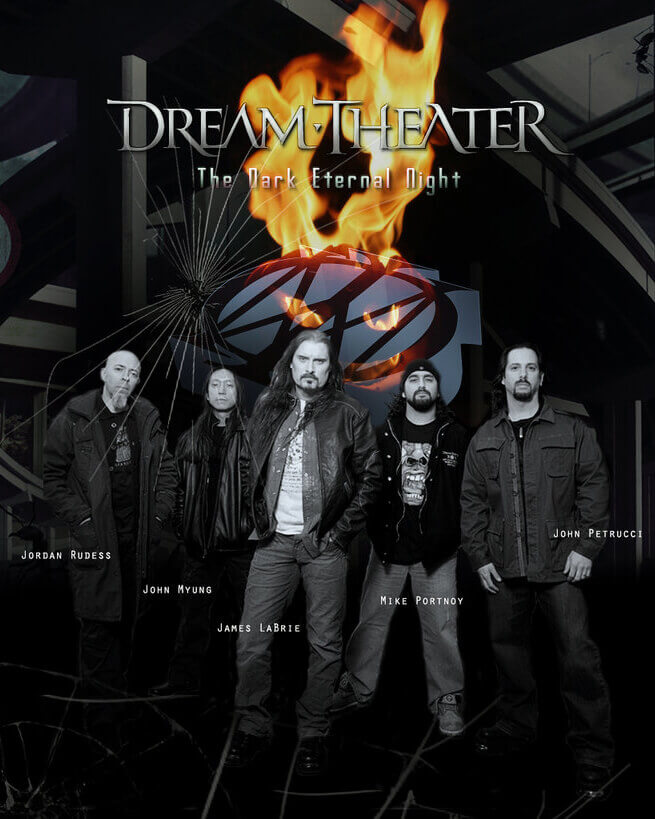 DREAM THEATER
The Dark Eternal Night
Jordan Rudess
John Myung
James LaBrie
Mike Portnoy
John Petrucci